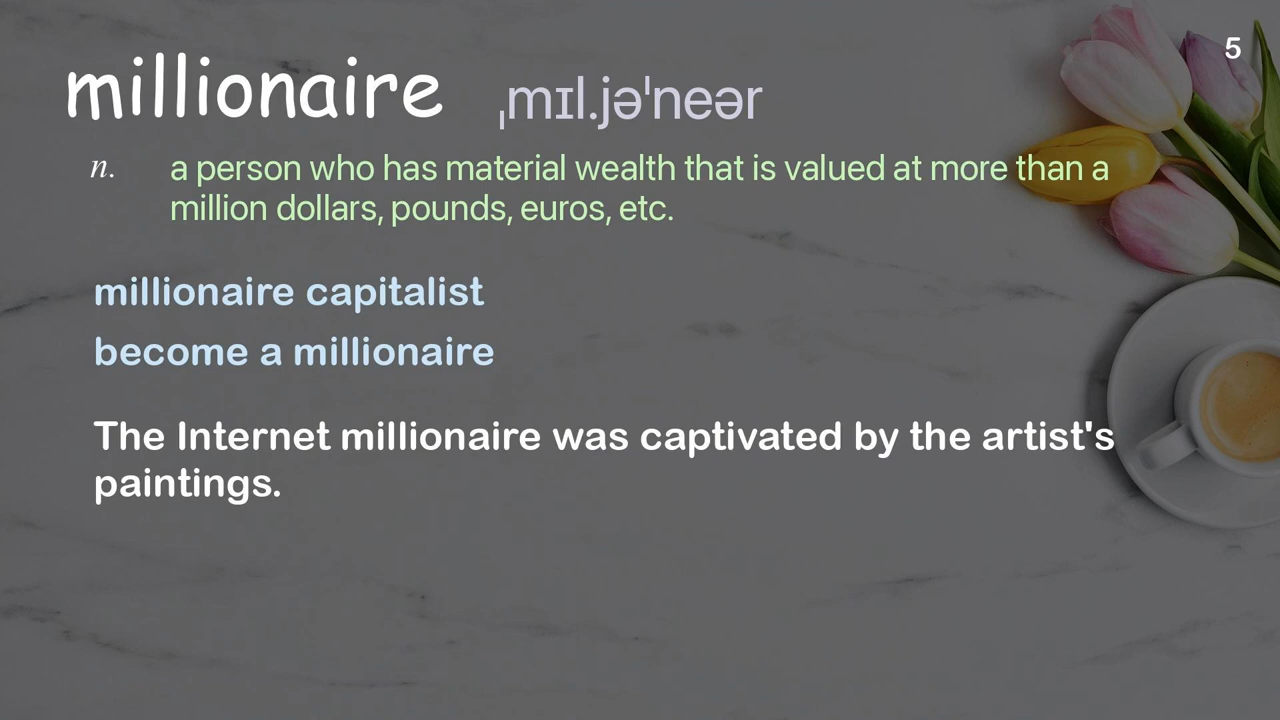 5
millionaire ˌmɪl.jəˈneər
n. a person who has material wealth that is valued at more than a
million dollars, pounds, euros, etc.
millionaire capitalist
become a millionaire
The Internet millionaire was captivated by the artist's
paintings.